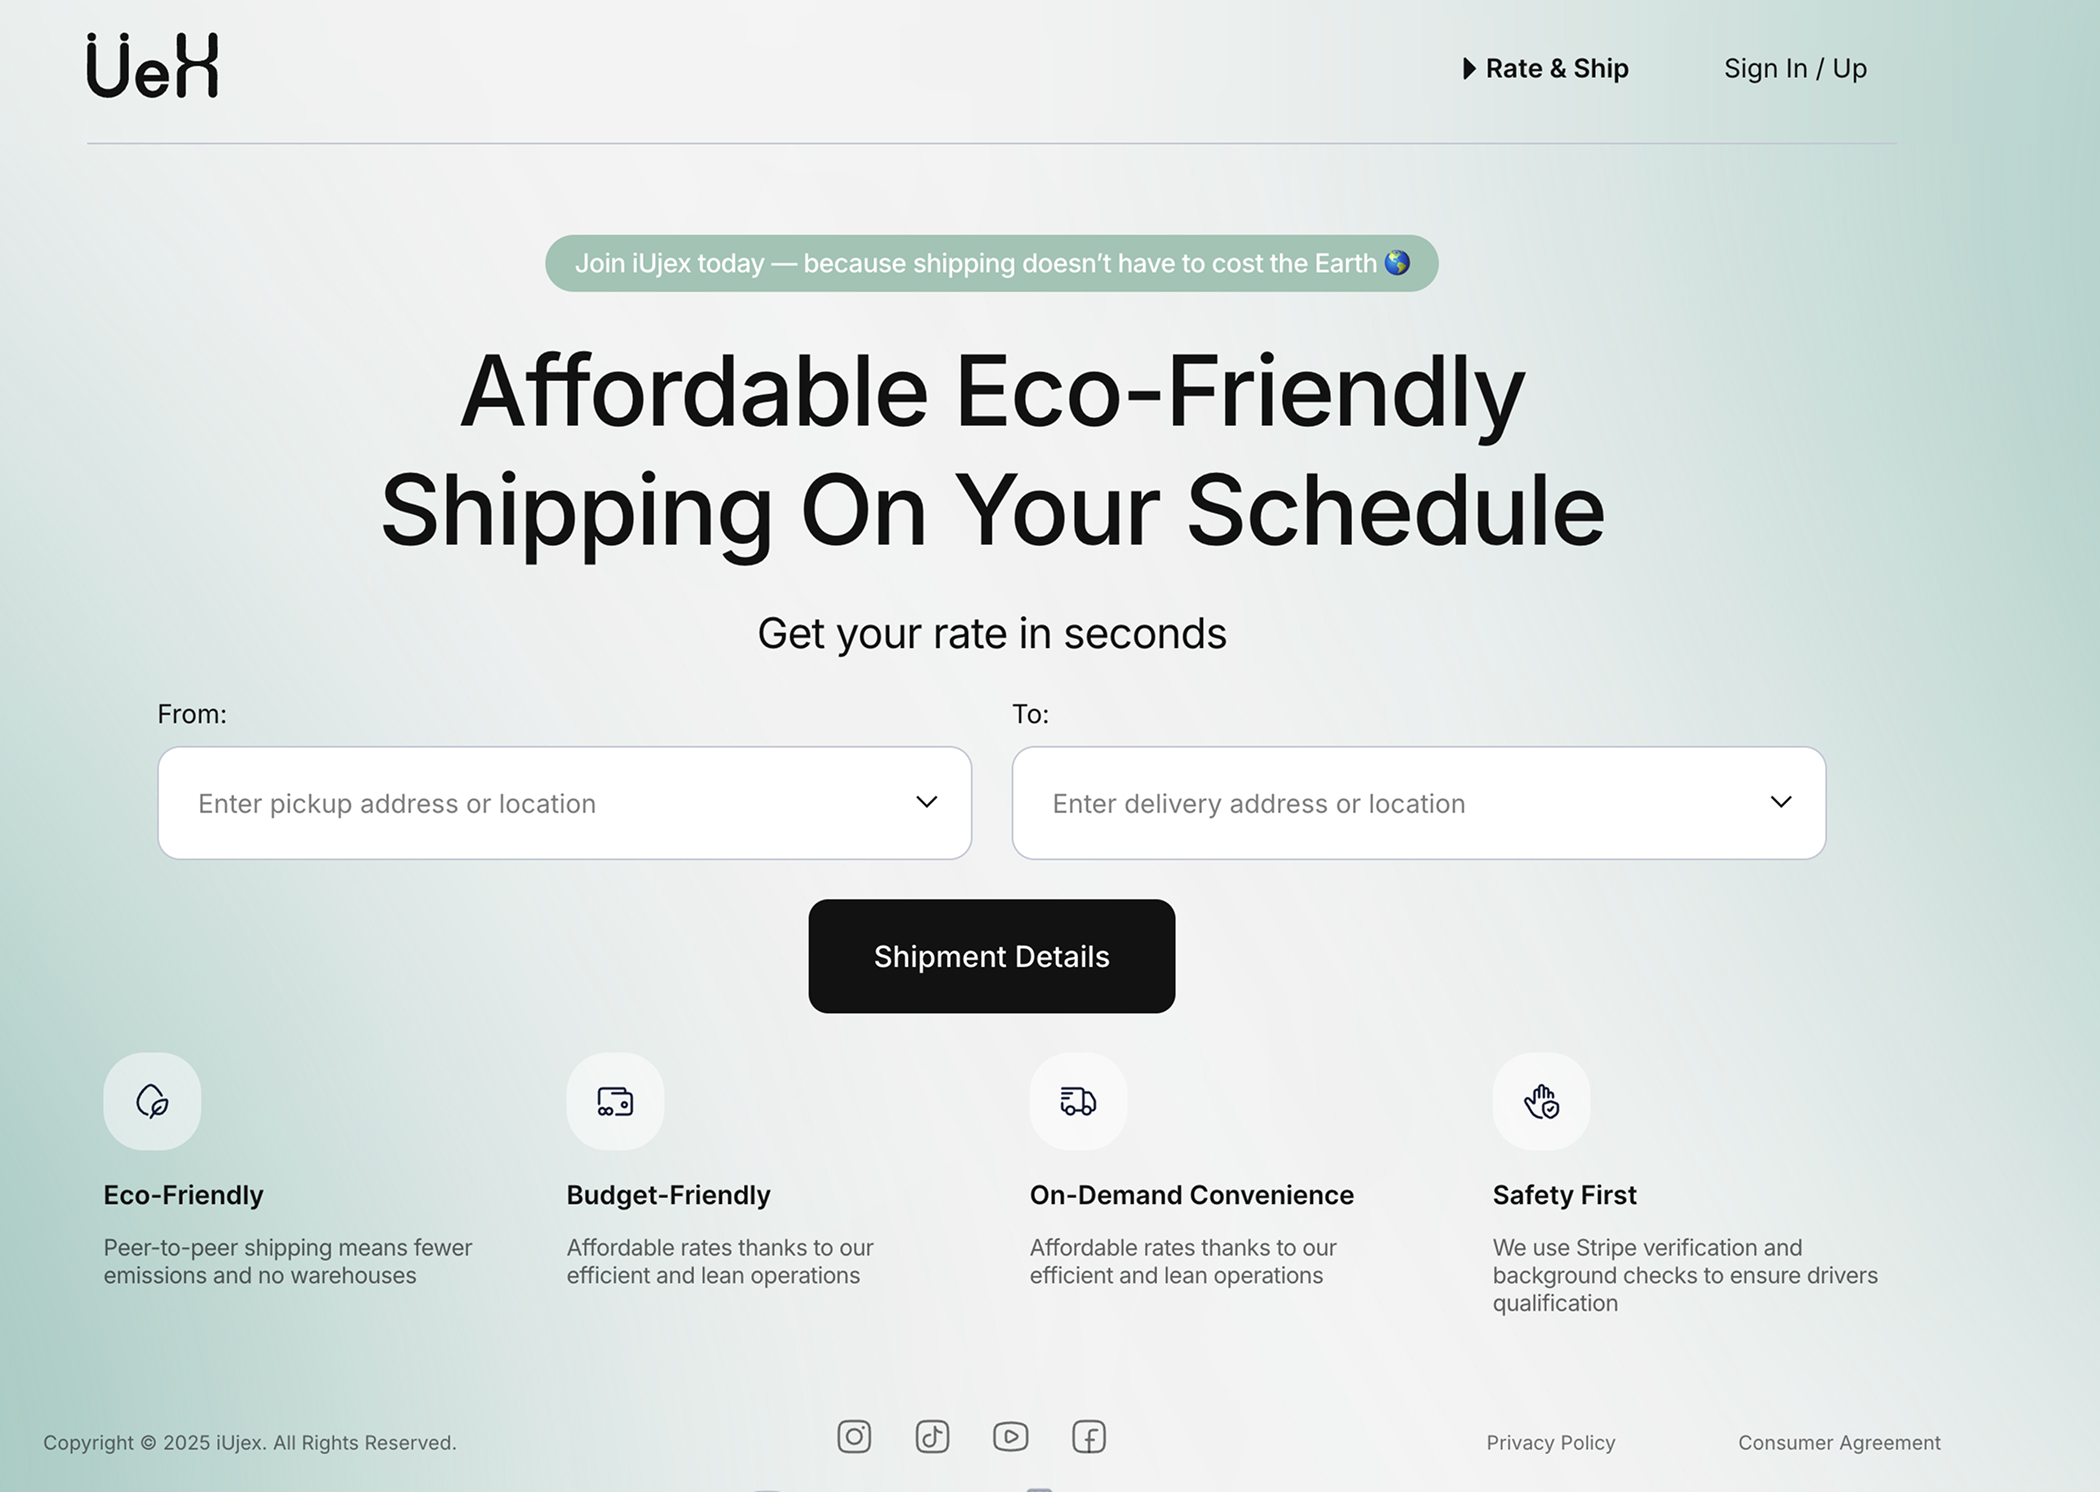 ÜeX
Rate & Ship
Sign In / Up
Join iUjex today — because shipping doesn’t have to cost the Earth 🌎
Affordable Eco-Friendly
Shipping On Your Schedule
Get your rate in seconds
From:
To:
Enter pickup address or location
Enter delivery address or location
Shipment Details
Eco-Friendly
Peer-to-peer shipping means fewer
emissions and no warehouses
Budget-Friendly
Affordable rates thanks to our
efficient and lean operations
On-Demand Convenience
Affordable rates thanks to our
efficient and lean operations
Safety First
We use Stripe verification and
background checks to ensure drivers
qualification
Copyright © 2025 iUjex. All Rights Reserved.
Privacy Policy
Consumer Agreement